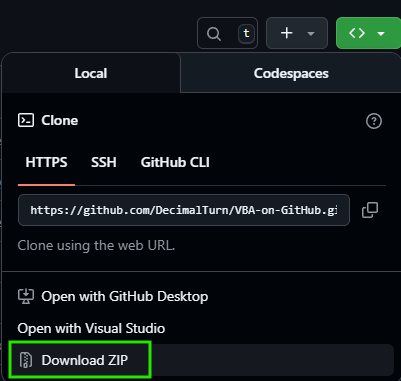 t
Local Codespaces
Clone
HTTPS SSH GitHub CLI
https://github.com/DecimalTurn/VBA-on-GitHub.gi
Clone using the web URL.
Open with GitHub Desktop
Open with Visual Studio
Download ZIP